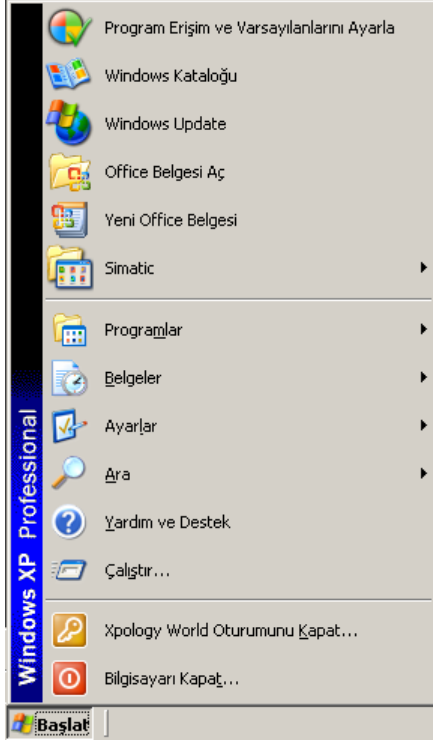 Program Erişim ve Varsayılanlarını Ayarla
Windows Kataloğu
Windows Update
Office Belgesi Aç
Yeni Office Belgesi
Simatic
Programlar
Belgeler
Ayarlar
Ara
Yardım ve Destek
Çalıştır...
Xpology World Oturumunu Kapat...
Bilgisayarı Kapat...
Windows XP Professional
Başlat